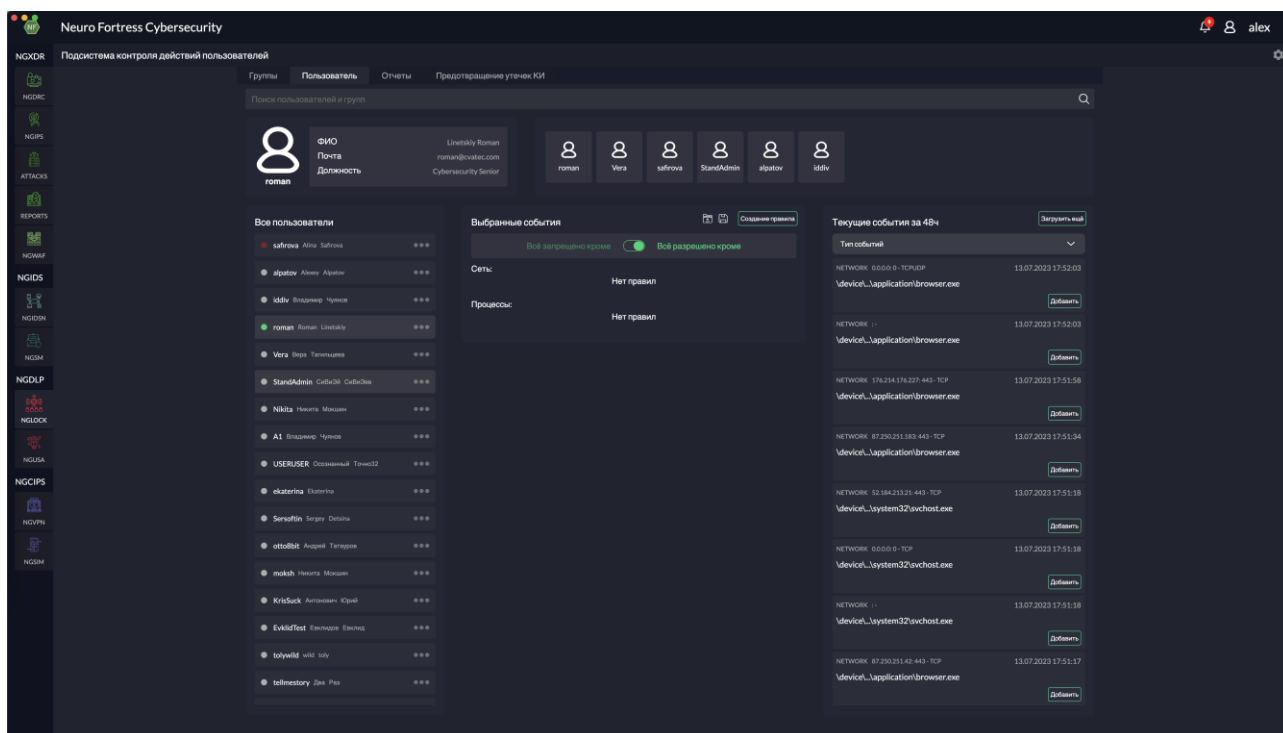 NF
Neuro Fortress Cybersecurity
alex
NGXDR
Подсистема контроля действий пользователей
NGDRC
NGIPS
ATTACKS
REPORTS
NGWAF
NGIDS
NGIDSN
NGSM
NGDLP
NGLOCK
NGUSA
NGCIPS
NGVPN
NGSIM
Группы Пользователь Отчеты Предотвращение утечек КИ
Поиск пользователей и групп
roman
ФИО Linetskiy Roman
Почта roman@cvatec.com
Должность Cybersecurity Senior
roman Vera safirova StandAdmin alpatov iddiv
Все пользователи
safirova Alina Safirova
alpatov Alexey Alpatov
iddiv Владимир Чуянов
roman Roman Linetskiy
Vera Вера
StandAdmin
Nikita Никита Мокшин
A1 Владимир Чуянов
USERUSER Осознанный Точно32
ekaterina Ekaterina
Sersoftin Sergey Detsina
otto8bit Андрей
moksh Никита Мокшин
KrisSuck Антонович Юрий
EvklidTest Евклидов Евклид
tolywild wild toly
tellmestory Два Раз
Выбранные события
Создание правила
Всё запрещено кроме Всё разрешено кроме
Сеть:
Нет правил
Процессы:
Нет правил
Текущие события за 48ч
Загрузить ещё
Тип событий
NETWORK 0.0.0.0: 0 - TCPUDP 13.07.2023 17:52:03
\device\...\application\browser.exe
Добавить
NETWORK : - 13.07.2023 17:52:03
\device\...\application\browser.exe
Добавить
NETWORK 176.214.176.227: 443 - TCP 13.07.2023 17:51:58
\device\...\application\browser.exe
Добавить
NETWORK 87.250.251.183: 443 - TCP 13.07.2023 17:51:34
\device\...\application\browser.exe
Добавить
NETWORK 52.184.213.21: 443 - TCP 13.07.2023 17:51:18
\device\...\system32\svchost.exe
Добавить
NETWORK 0.0.0.0: 0 - TCP 13.07.2023 17:51:18
\device\...\system32\svchost.exe
Добавить
NETWORK : - 13.07.2023 17:51:18
\device\...\system32\svchost.exe
Добавить
NETWORK 87.250.251.42: 443 - TCP 13.07.2023 17:51:17
\device\...\application\browser.exe
Добавить